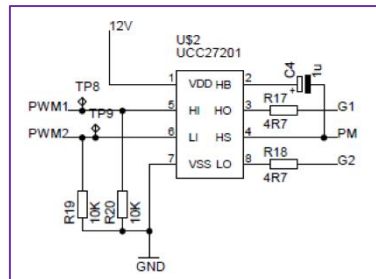 12V
U$2
UCC27201
C4
1u
+
TP8
1 VDD HB 2
R17
PWM1 5 HI HO 3 G1
TP9
4R7
PWM2 6 LI HS 4 PM
R18
7 VSS LO 8 G2
4R7
R19 10K R20 10K
GND